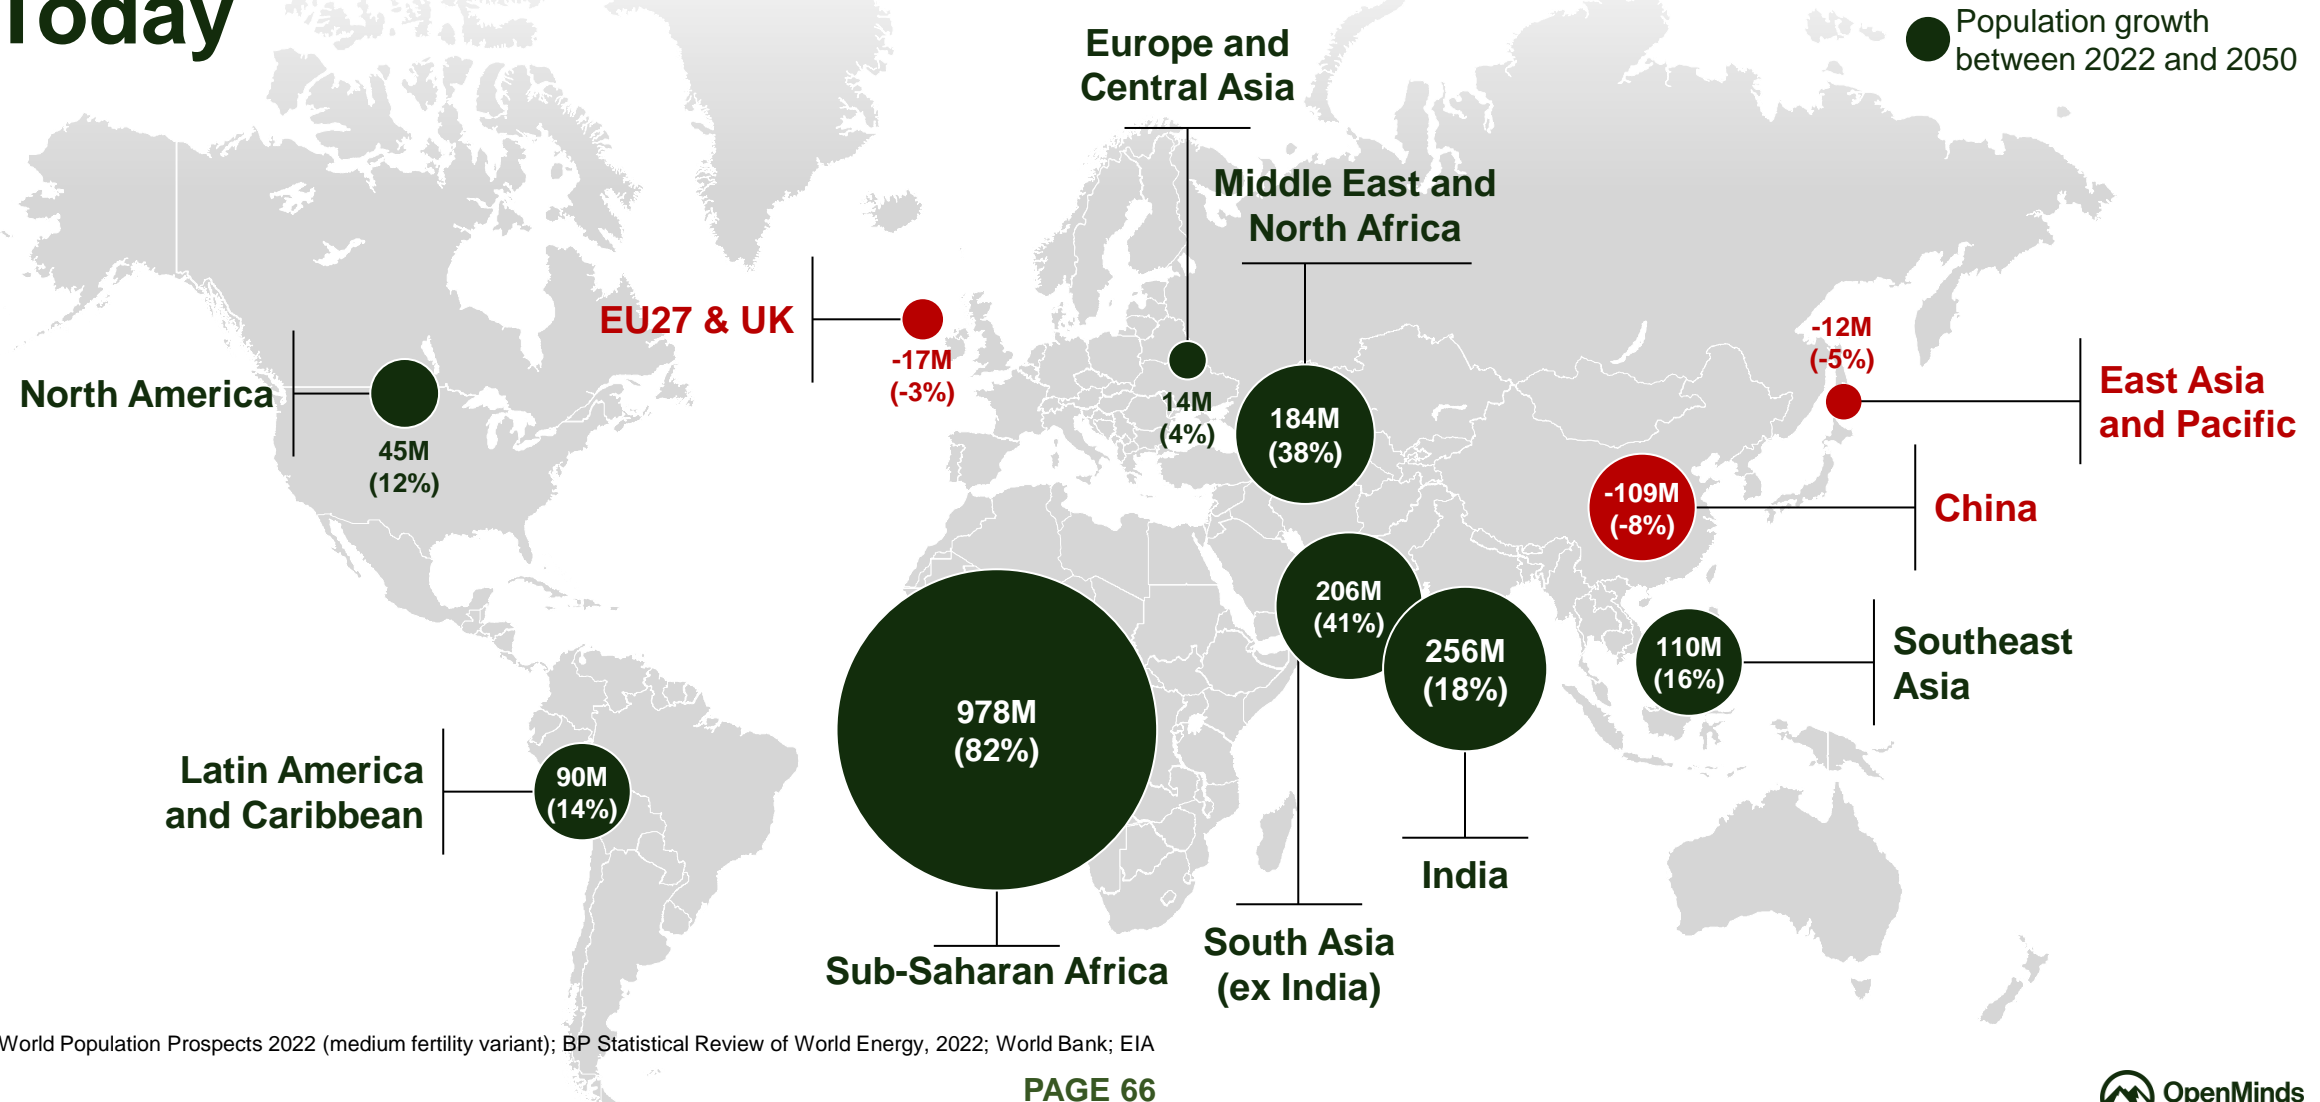 Today
Population growth
between 2022 and 2050
Europe and
Central Asia
Middle East and
North Africa
EU27 & UK
-17M
(-3%)
North America
45M
(12%)
14M
(4%)
184M
(38%)
-12M
(-5%)
East Asia
and Pacific
-109M
(-8%)
China
206M
(41%)
256M
(18%)
110M
(16%)
Southeast
Asia
978M
(82%)
Latin America
and Caribbean
90M
(14%)
India
South Asia
(ex India)
Sub-Saharan Africa
World Population Prospects 2022 (medium fertility variant); BP Statistical Review of World Energy, 2022; World Bank; EIA
PAGE 66
OpenMinds